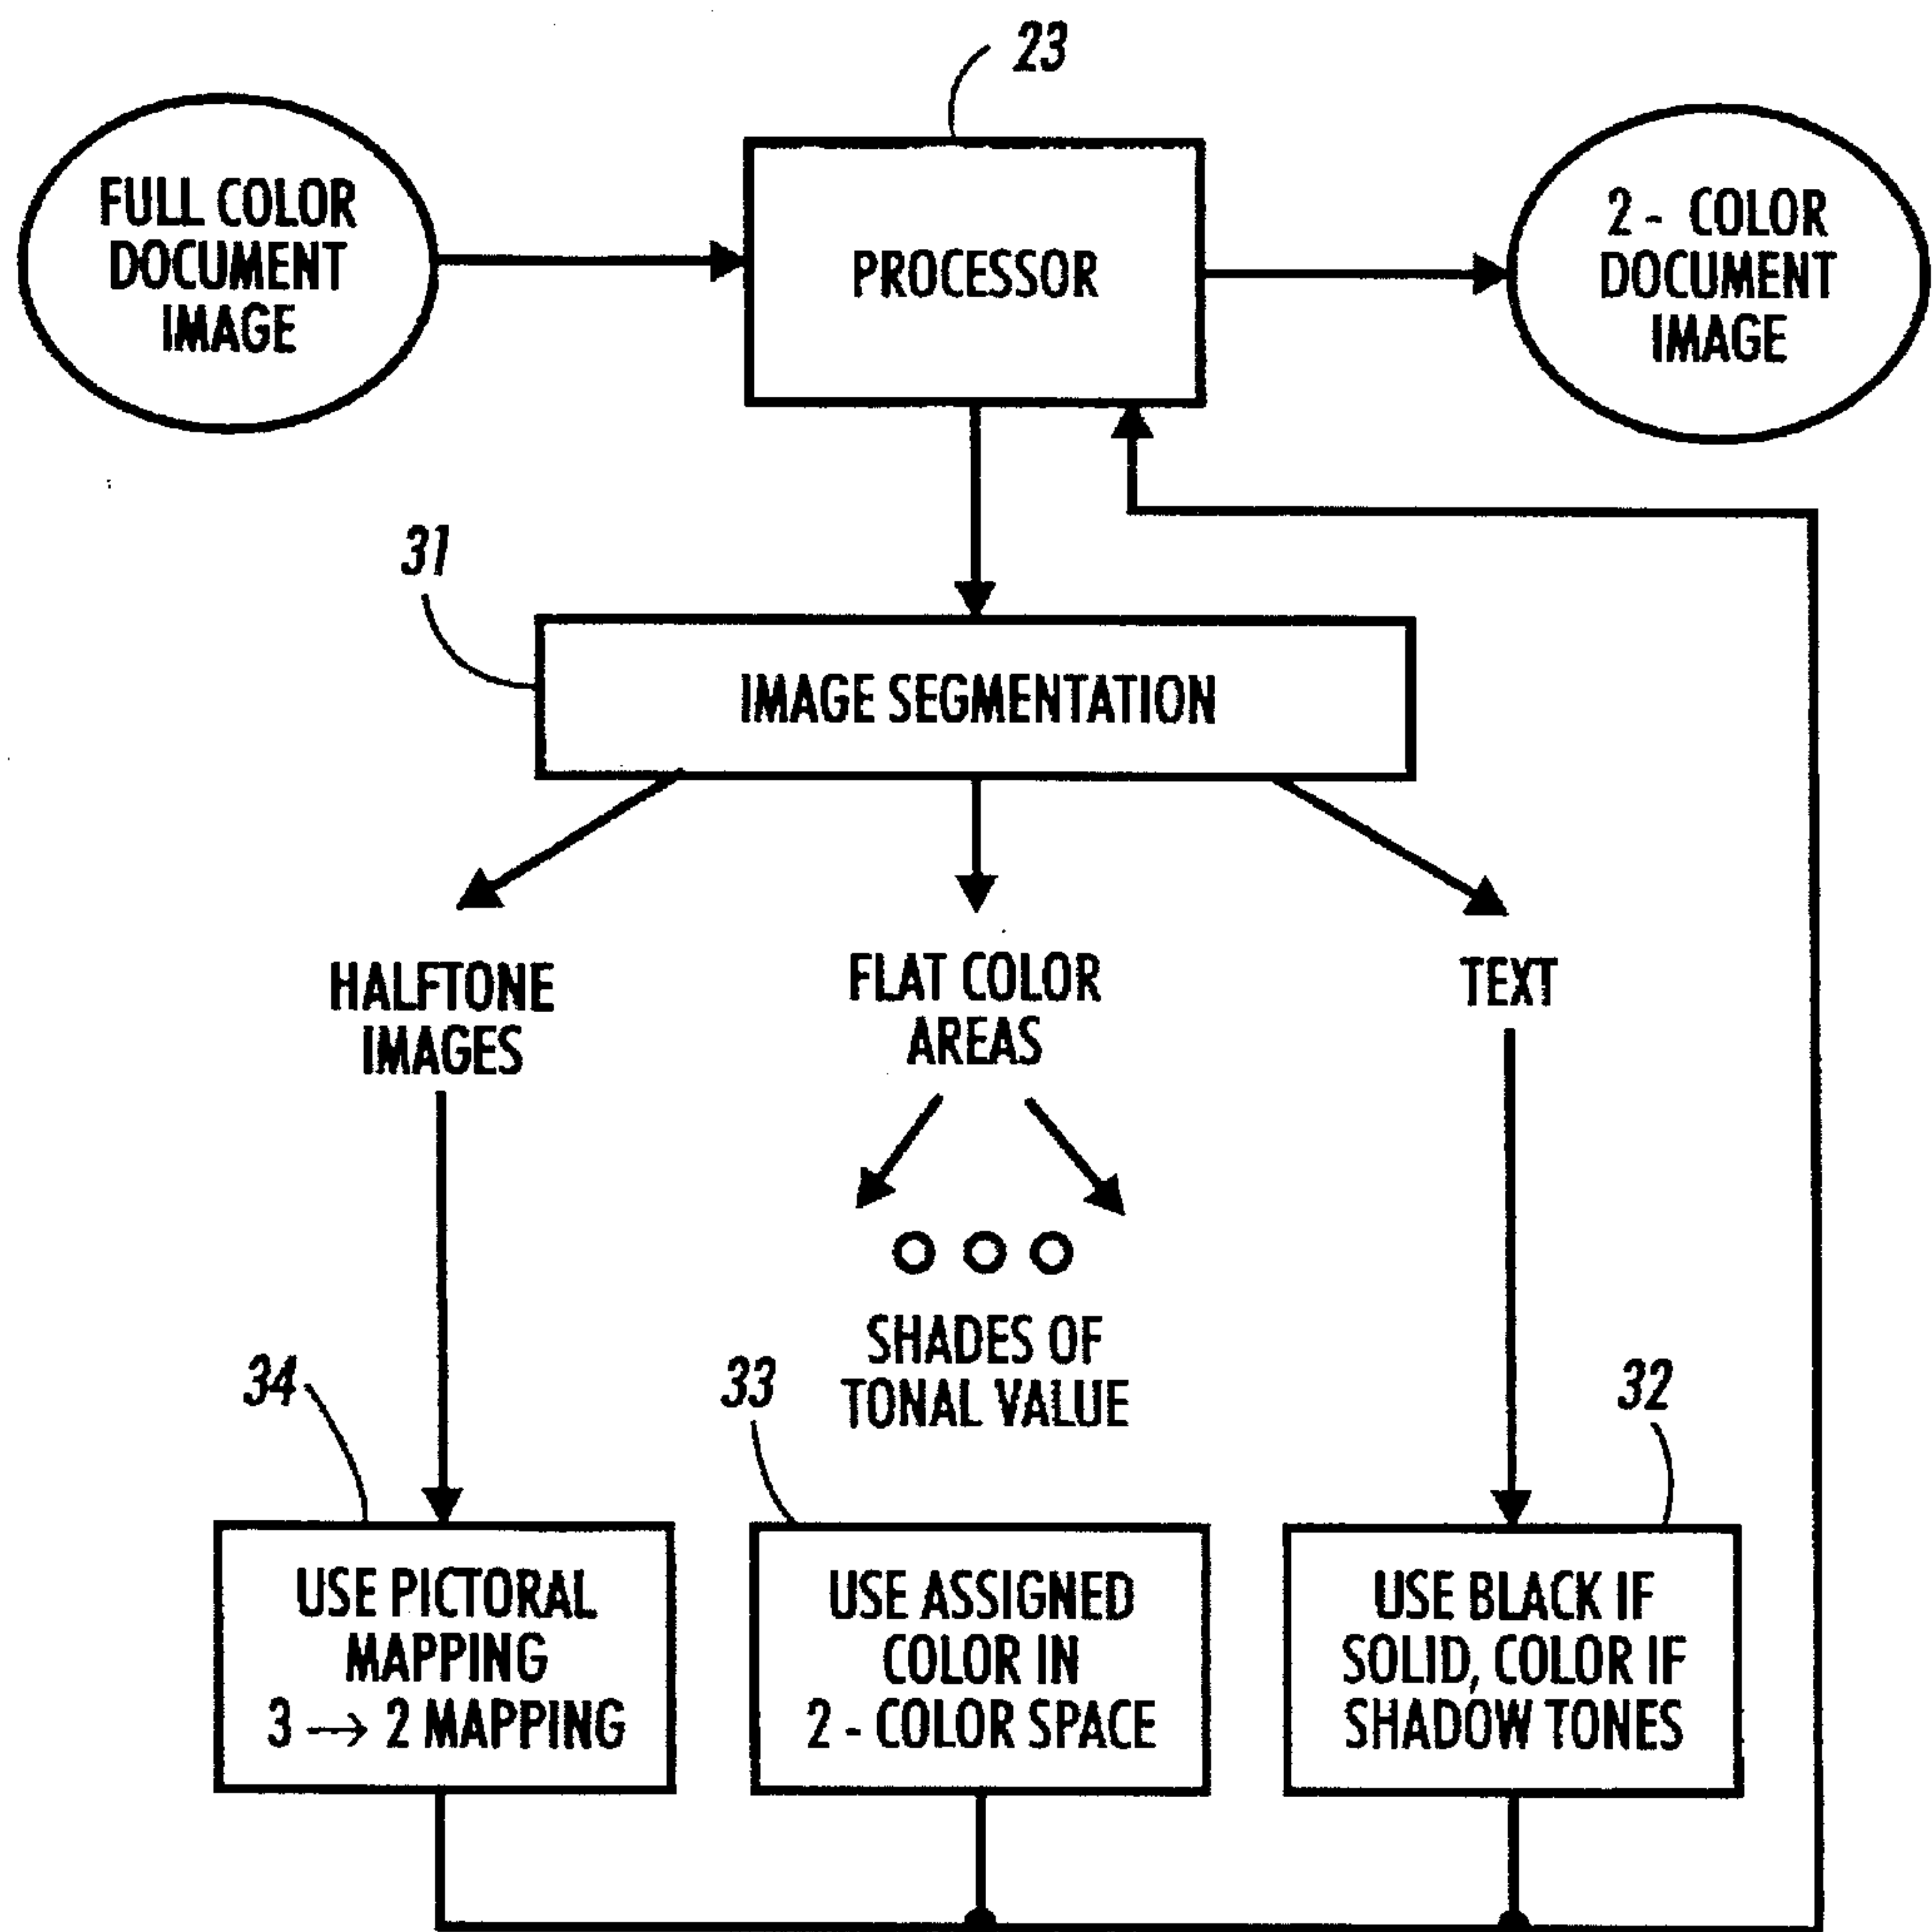 23
FULL COLOR
DOCUMENT
IMAGE
PROCESSOR
2 - COLOR
DOCUMENT
IMAGE
31
IMAGE SEGMENTATION
HALFTONE
IMAGES
FLAT COLOR
AREAS
TEXT
SHADES OF
TONAL VALUE
34
33
32
USE PICTORAL
MAPPING
3 → 2 MAPPING
USE ASSIGNED
COLOR IN
2 - COLOR SPACE
USE BLACK IF
SOLID, COLOR IF
SHADOW TONES